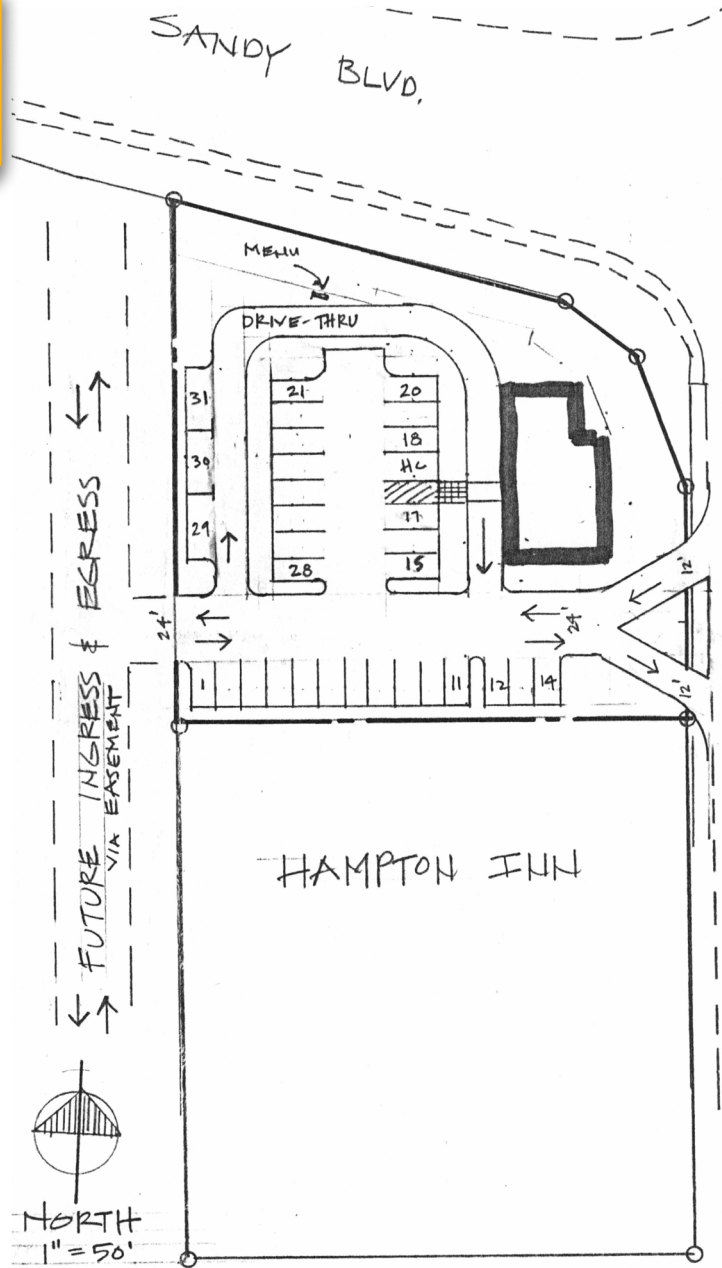 SANDY BLVD.
MENU
DRIVE-THRU
31
21
20
30
18
HC
29
17
28
15
24'
24'
12'
12'
1
11
12
14
FUTURE INGRESS & EGRESS
VIA EASEMENT
HAMPTON INN
NORTH
1" = 50'